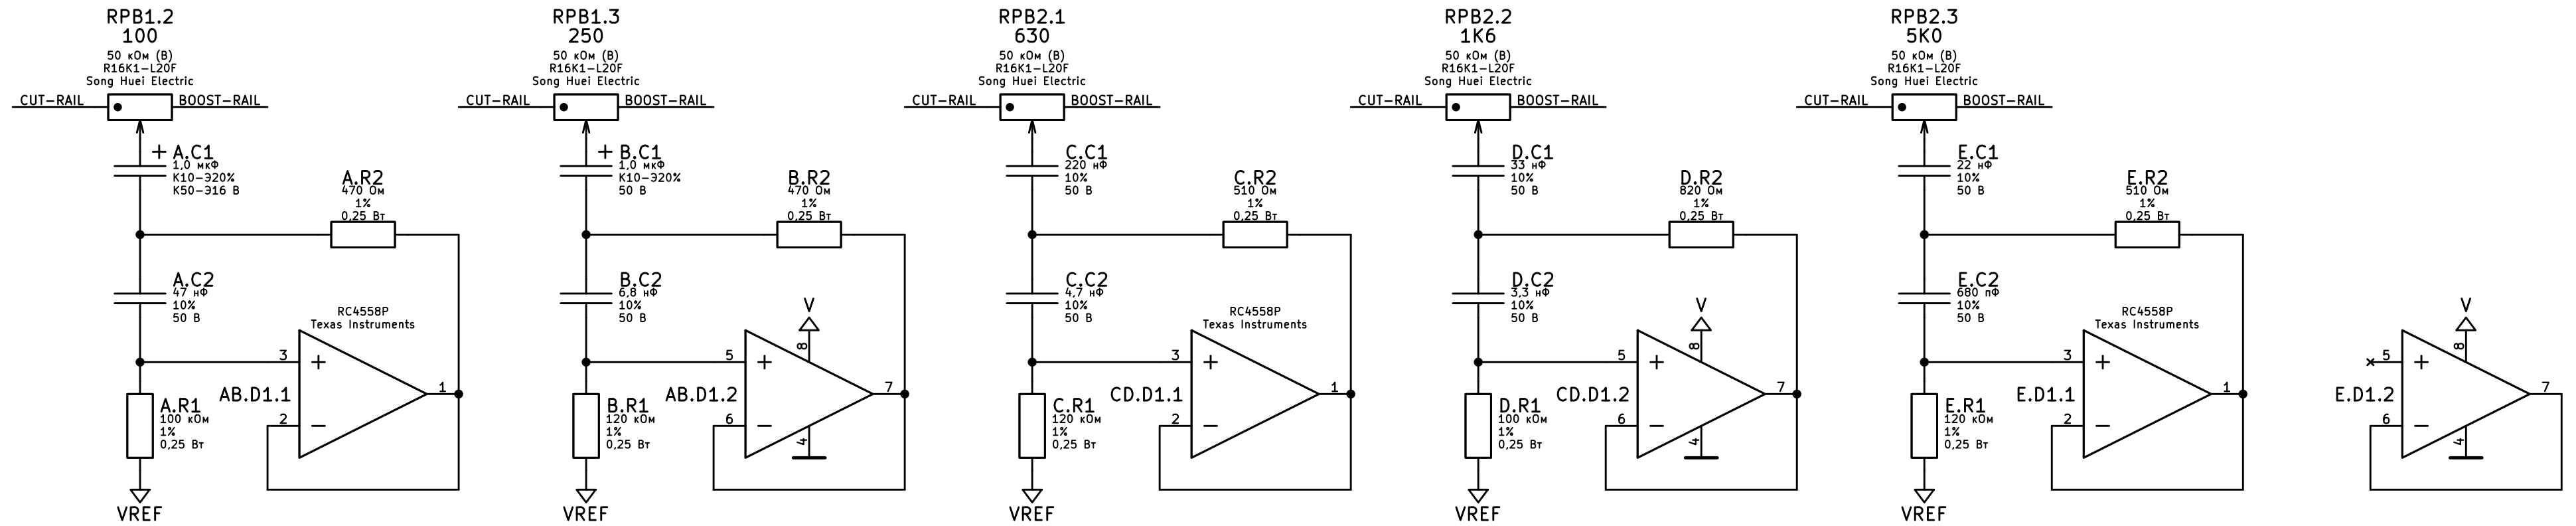 RPB1.2
100
50 кОм (B)
R16K1-L20F
Song Huei Electric
CUT-RAIL
BOOST-RAIL
+
A.C1
1,0 мкФ
К10-Э20%
К50-Э16 В
A.R2
470 Ом
1%
0,25 Вт
A.C2
47 нФ
10%
50 В
RC4558P
Texas Instruments
3
+
1
AB.D1.1
2
−
A.R1
100 кОм
1%
0,25 Вт
VREF
RPB1.3
250
50 кОм (B)
R16K1-L20F
Song Huei Electric
CUT-RAIL
BOOST-RAIL
+
B.C1
1,0 мкФ
К10-Э20%
50 В
B.R2
470 Ом
1%
0,25 Вт
B.C2
6,8 нФ
10%
50 В
V
8
5
+
7
AB.D1.2
6
−
4
B.R1
120 кОм
1%
0,25 Вт
VREF
RPB2.1
630
50 кОм (B)
R16K1-L20F
Song Huei Electric
CUT-RAIL
BOOST-RAIL
C.C1
220 нФ
10%
50 В
C.R2
510 Ом
1%
0,25 Вт
C.C2
4,7 нФ
10%
50 В
RC4558P
Texas Instruments
3
+
1
CD.D1.1
2
−
C.R1
120 кОм
1%
0,25 Вт
VREF
RPB2.2
1K6
50 кОм (B)
R16K1-L20F
Song Huei Electric
CUT-RAIL
BOOST-RAIL
D.C1
33 нФ
10%
50 В
D.R2
820 Ом
1%
0,25 Вт
D.C2
3,3 нФ
10%
50 В
V
8
5
+
7
CD.D1.2
6
−
4
D.R1
100 кОм
1%
0,25 Вт
VREF
RPB2.3
5K0
50 кОм (B)
R16K1-L20F
Song Huei Electric
CUT-RAIL
BOOST-RAIL
E.C1
22 нФ
10%
50 В
E.R2
510 Ом
1%
0,25 Вт
E.C2
680 пФ
10%
50 В
RC4558P
Texas Instruments
3
+
1
E.D1.1
2
−
E.R1
120 кОм
1%
0,25 Вт
VREF
V
8
5
+
7
E.D1.2
6
−
4